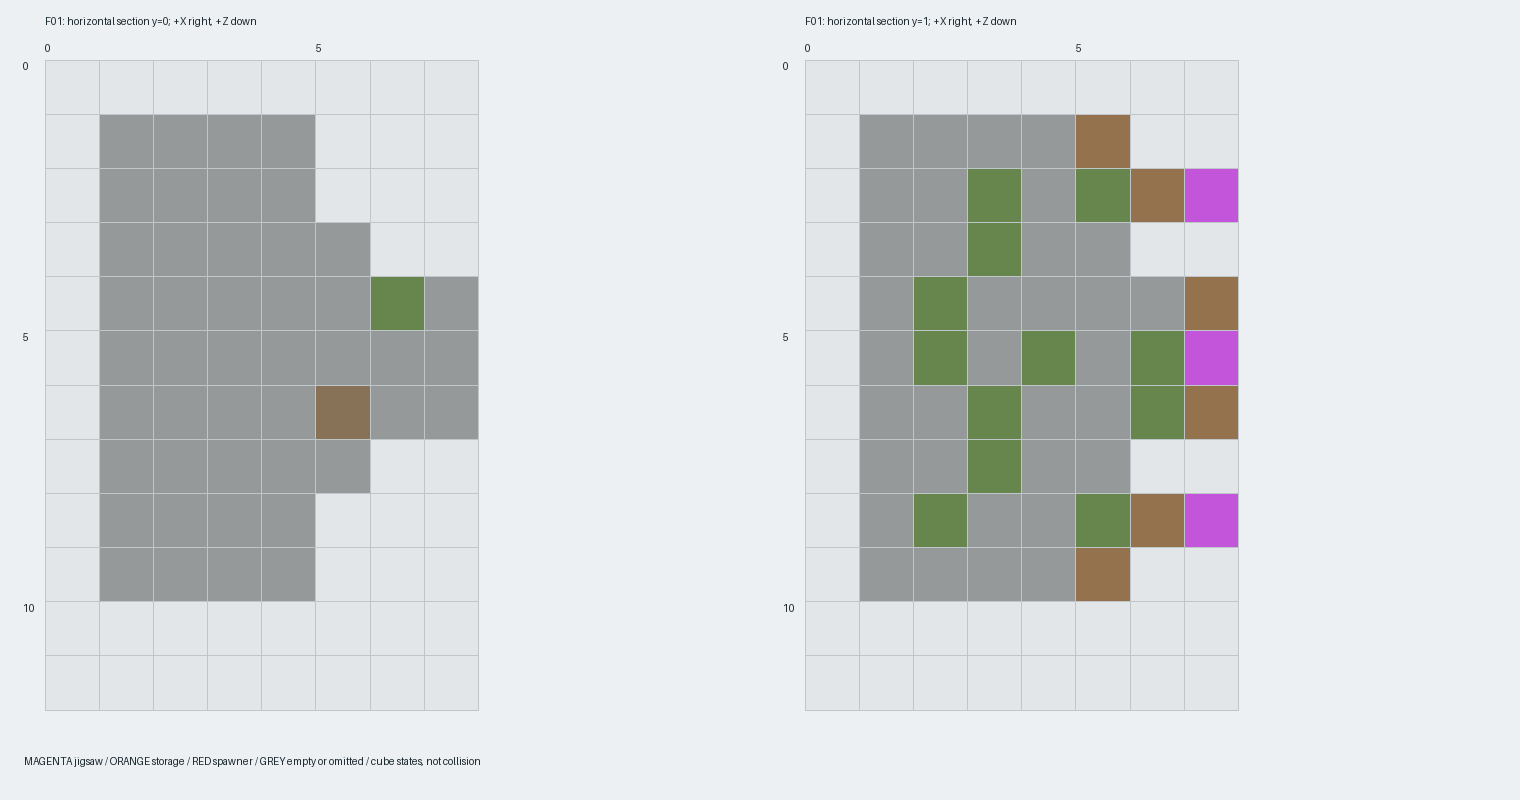 F01: horizontal section y=0; +X right, +Z down
F01: horizontal section y=1; +X right, +Z down
0 5
0 5
0
0
5
5
10
10
MAGENTA jigsaw / ORANGE storage / RED spawner / GREY empty or omitted / cube states, not collision